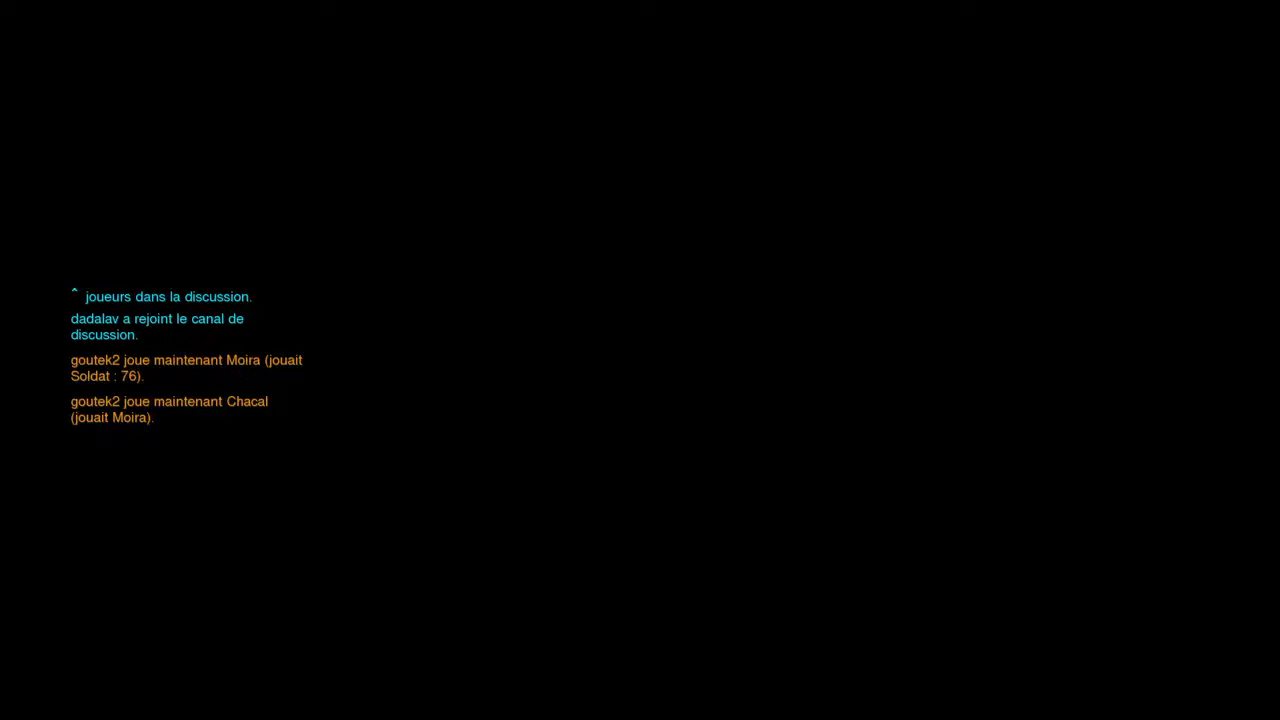 joueurs dans la discussion.
dadalav a rejoint le canal de
discussion.
goutek2 joue maintenant Moira (jouait
Soldat : 76).
goutek2 joue maintenant Chacal
(jouait Moira).